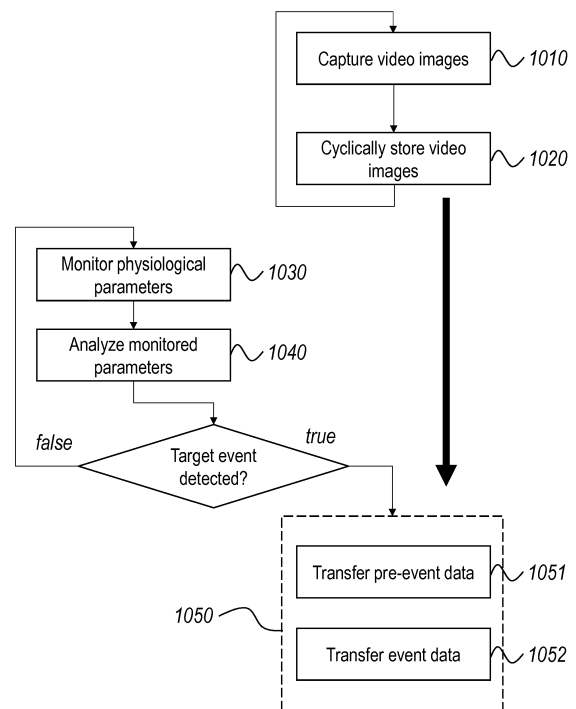 Capture video images
1010
Cyclically store video
images
1020
Monitor physiological
parameters
1030
Analyze monitored
parameters
1040
false
true
Target event
detected?
Transfer pre-event data
1051
1050
Transfer event data
1052